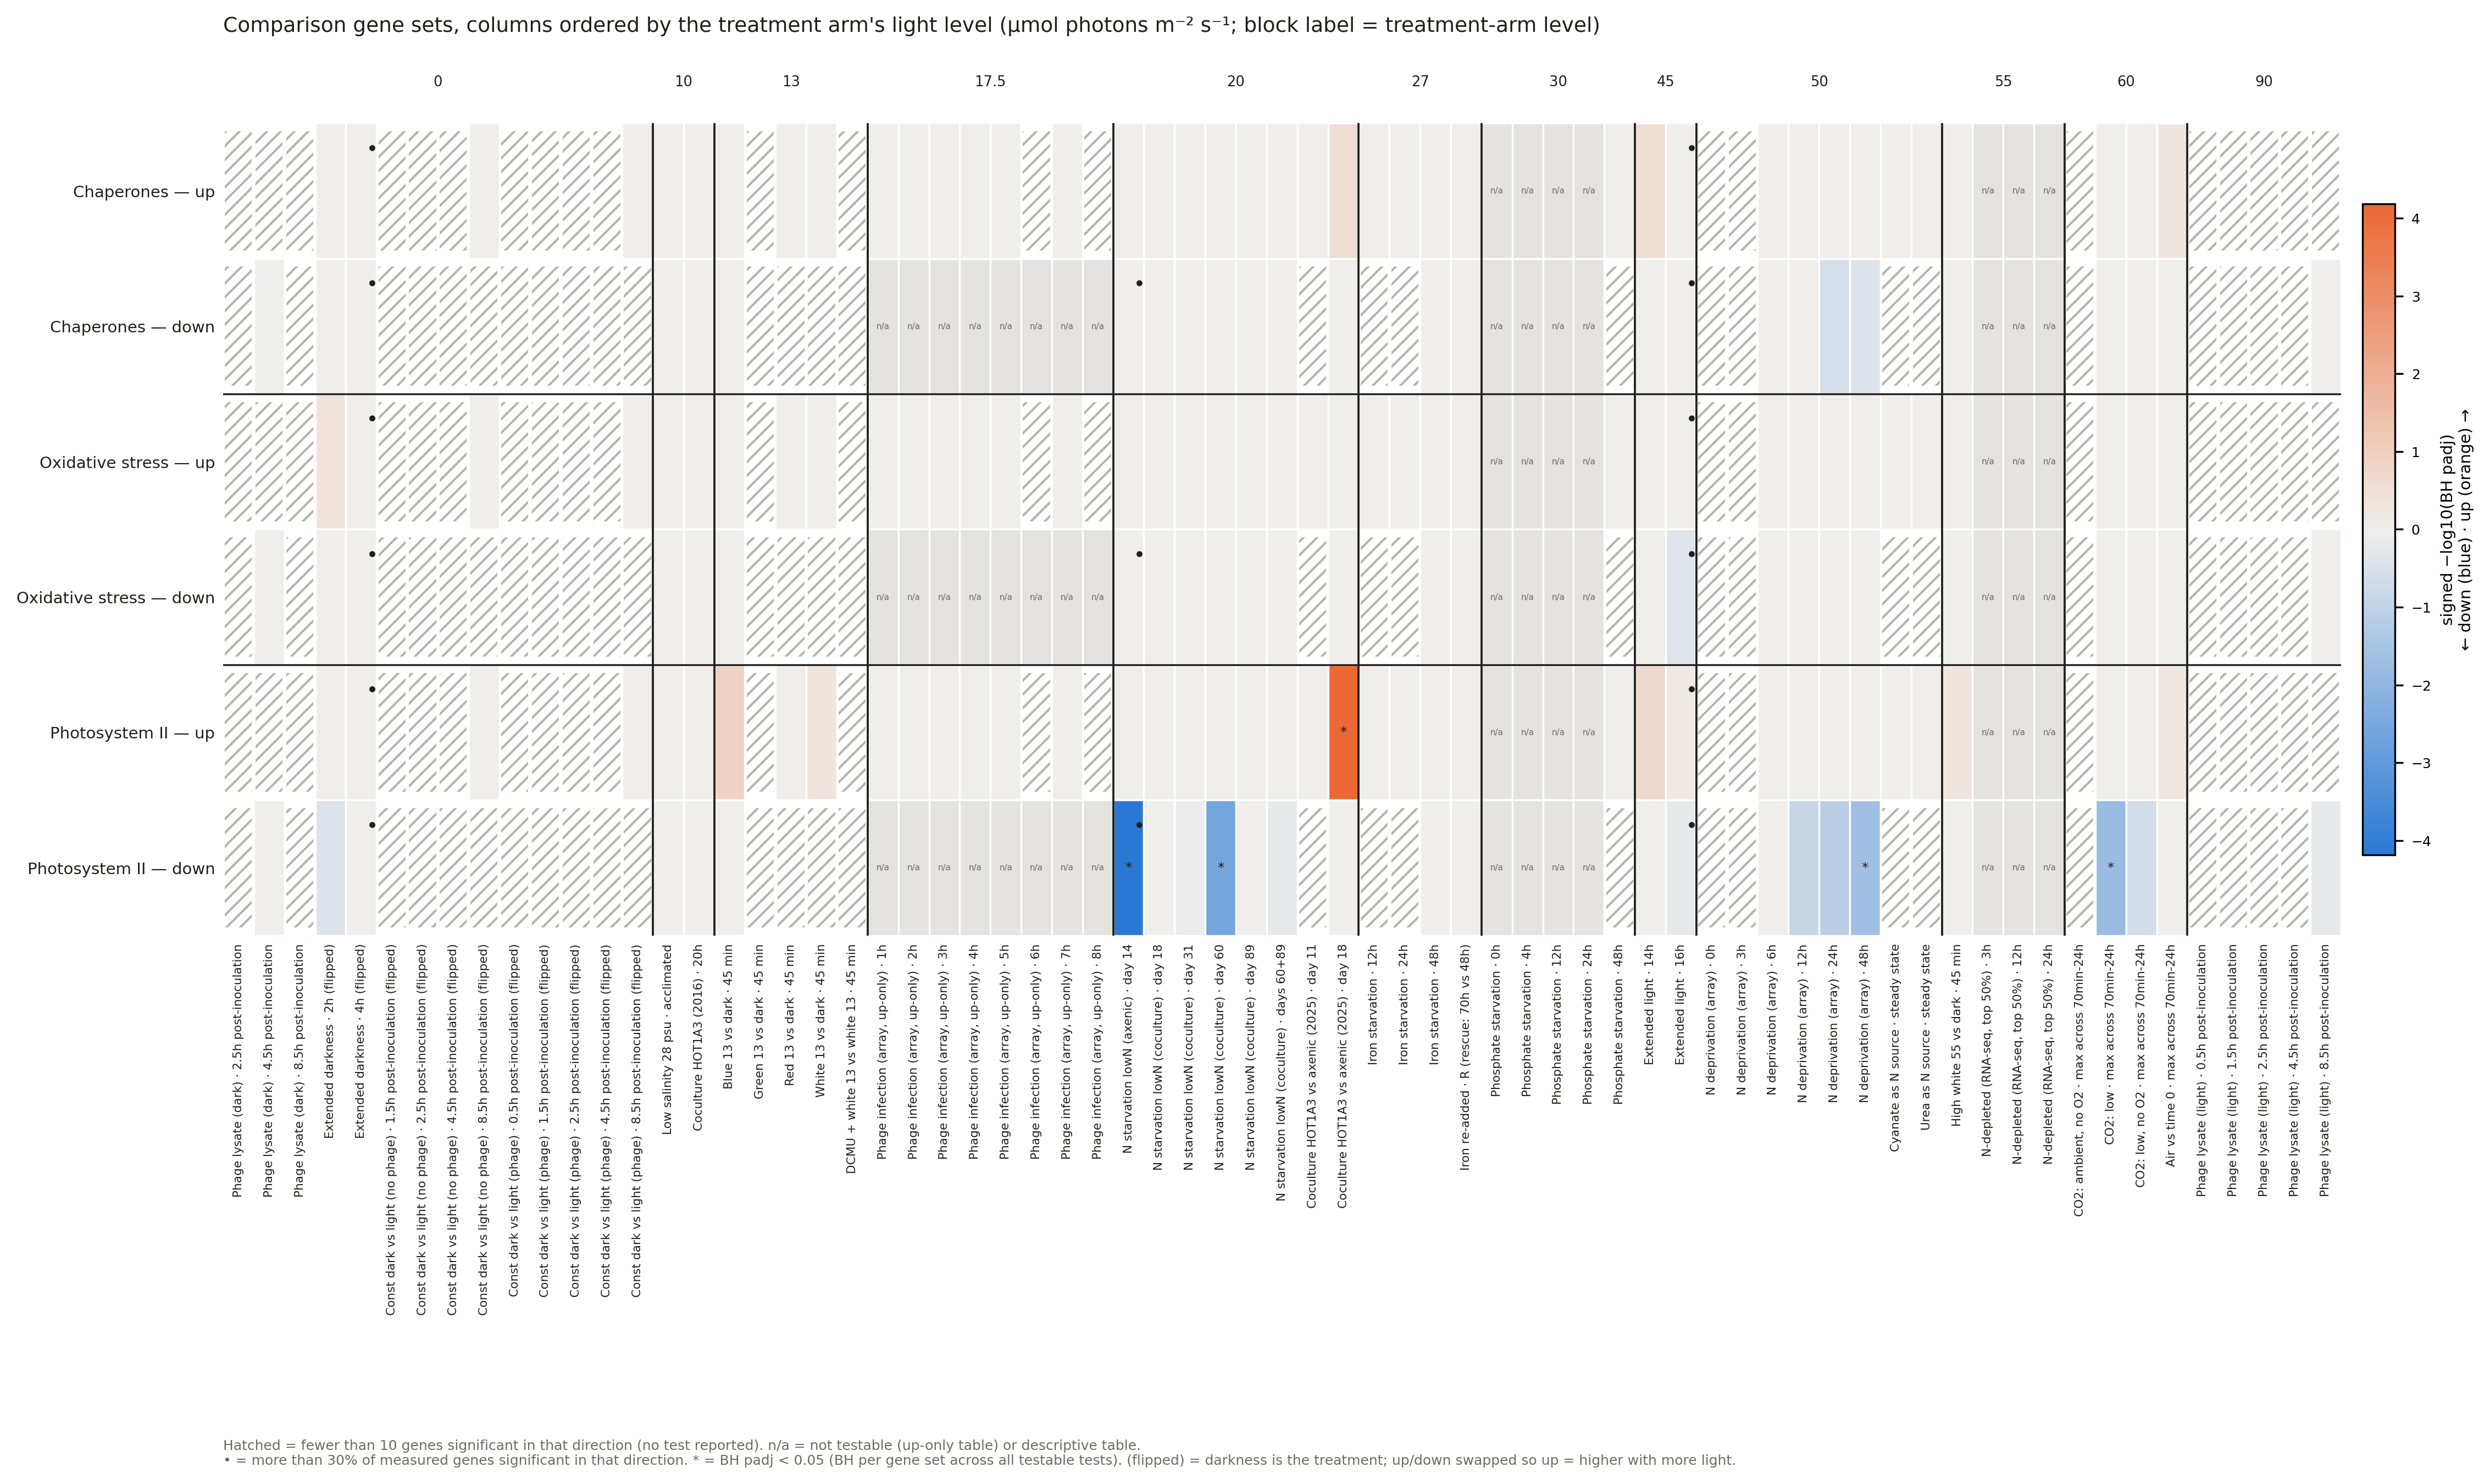 Comparison gene sets, columns ordered by the treatment arm's light level (μmol photons m⁻² s⁻¹; block label = treatment-arm level)
0 10 13 17.5 20 27 30 45 50 55 60 90
Chaperones — up
n/a n/a n/a n/a n/a n/a n/a
Chaperones — down
n/a n/a n/a n/a n/a n/a n/a n/a n/a n/a n/a n/a n/a n/a n/a
Oxidative stress — up
n/a n/a n/a n/a n/a n/a n/a
Oxidative stress — down
n/a n/a n/a n/a n/a n/a n/a n/a n/a n/a n/a n/a n/a n/a n/a
Photosystem II — up
* n/a n/a n/a n/a n/a n/a n/a
Photosystem II — down
n/a n/a n/a n/a n/a n/a n/a n/a * * n/a n/a n/a n/a * n/a n/a n/a *
Phage lysate (dark) · 2.5h post-inoculation
Phage lysate (dark) · 4.5h post-inoculation
Phage lysate (dark) · 8.5h post-inoculation
Extended darkness · 2h (flipped)
Extended darkness · 4h (flipped)
Const dark vs light (no phage) · 1.5h post-inoculation (flipped)
Const dark vs light (no phage) · 2.5h post-inoculation (flipped)
Const dark vs light (no phage) · 4.5h post-inoculation (flipped)
Const dark vs light (no phage) · 8.5h post-inoculation (flipped)
Const dark vs light (phage) · 0.5h post-inoculation (flipped)
Const dark vs light (phage) · 1.5h post-inoculation (flipped)
Const dark vs light (phage) · 2.5h post-inoculation (flipped)
Const dark vs light (phage) · 4.5h post-inoculation (flipped)
Const dark vs light (phage) · 8.5h post-inoculation (flipped)
Low salinity 28 psu · acclimated
Coculture HOT1A3 (2016) · 20h
Blue 13 vs dark · 45 min
Green 13 vs dark · 45 min
Red 13 vs dark · 45 min
White 13 vs dark · 45 min
DCMU + white 13 vs white 13 · 45 min
Phage infection (array, up-only) · 1h
Phage infection (array, up-only) · 2h
Phage infection (array, up-only) · 3h
Phage infection (array, up-only) · 4h
Phage infection (array, up-only) · 5h
Phage infection (array, up-only) · 6h
Phage infection (array, up-only) · 7h
Phage infection (array, up-only) · 8h
N starvation lowN (axenic) · day 14
N starvation lowN (coculture) · day 18
N starvation lowN (coculture) · day 31
N starvation lowN (coculture) · day 60
N starvation lowN (coculture) · day 89
N starvation lowN (coculture) · days 60+89
Coculture HOT1A3 vs axenic (2025) · day 11
Coculture HOT1A3 vs axenic (2025) · day 18
Iron starvation · 12h
Iron starvation · 24h
Iron starvation · 48h
Iron re-added · R (rescue: 70h vs 48h)
Phosphate starvation · 0h
Phosphate starvation · 4h
Phosphate starvation · 12h
Phosphate starvation · 24h
Phosphate starvation · 48h
Extended light · 14h
Extended light · 16h
N deprivation (array) · 0h
N deprivation (array) · 3h
N deprivation (array) · 6h
N deprivation (array) · 12h
N deprivation (array) · 24h
N deprivation (array) · 48h
Cyanate as N source · steady state
Urea as N source · steady state
High white 55 vs dark · 45 min
N-depleted (RNA-seq, top 50%) · 3h
N-depleted (RNA-seq, top 50%) · 12h
N-depleted (RNA-seq, top 50%) · 24h
CO2: ambient, no O2 · max across 70min-24h
CO2: low · max across 70min-24h
CO2: low, no O2 · max across 70min-24h
Air vs time 0 · max across 70min-24h
Phage lysate (light) · 0.5h post-inoculation
Phage lysate (light) · 1.5h post-inoculation
Phage lysate (light) · 2.5h post-inoculation
Phage lysate (light) · 4.5h post-inoculation
Phage lysate (light) · 8.5h post-inoculation
4
3
2
1
0
−1
−2
−3
−4
signed −log10(BH padj)
← down (blue) · up (orange) →
Hatched = fewer than 10 genes significant in that direction (no test reported). n/a = not testable (up-only table) or descriptive table.
• = more than 30% of measured genes significant in that direction. * = BH padj < 0.05 (BH per gene set across all testable tests). (flipped) = darkness is the treatment; up/down swapped so up = higher with more light.